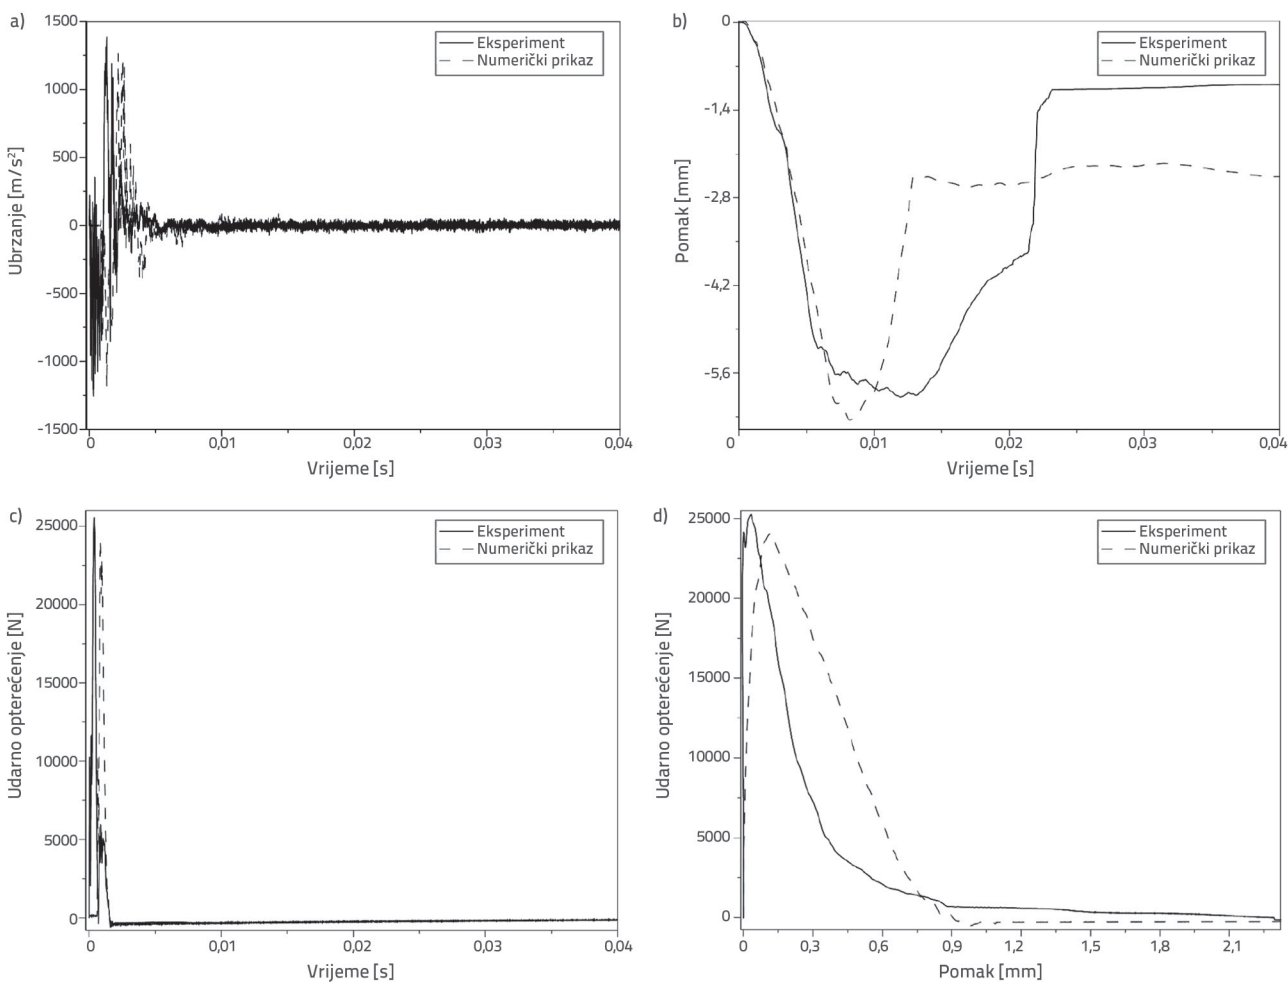 a)
1500
1000
500
0
-500
-1000
-1500
Ubrzanje [m/s²]
Eksperiment
Numerički prikaz
0
0,01
0,02
0,03
0,04
Vrijeme [s]
b)
0
-1,4
-2,8
-4,2
-5,6
Pomak [mm]
Eksperiment
Numerički prikaz
0
0,01
0,02
0,03
0,04
Vrijeme [s]
c)
25000
20000
15000
10000
5000
0
Udarno opterećenje [N]
Eksperiment
Numerički prikaz
0
0,01
0,02
0,03
0,04
Vrijeme [s]
d)
25000
20000
15000
10000
5000
0
Udarno opterećenje [N]
Eksperiment
Numerički prikaz
0
0,3
0,6
0,9
1,2
1,5
1,8
2,1
Pomak [mm]